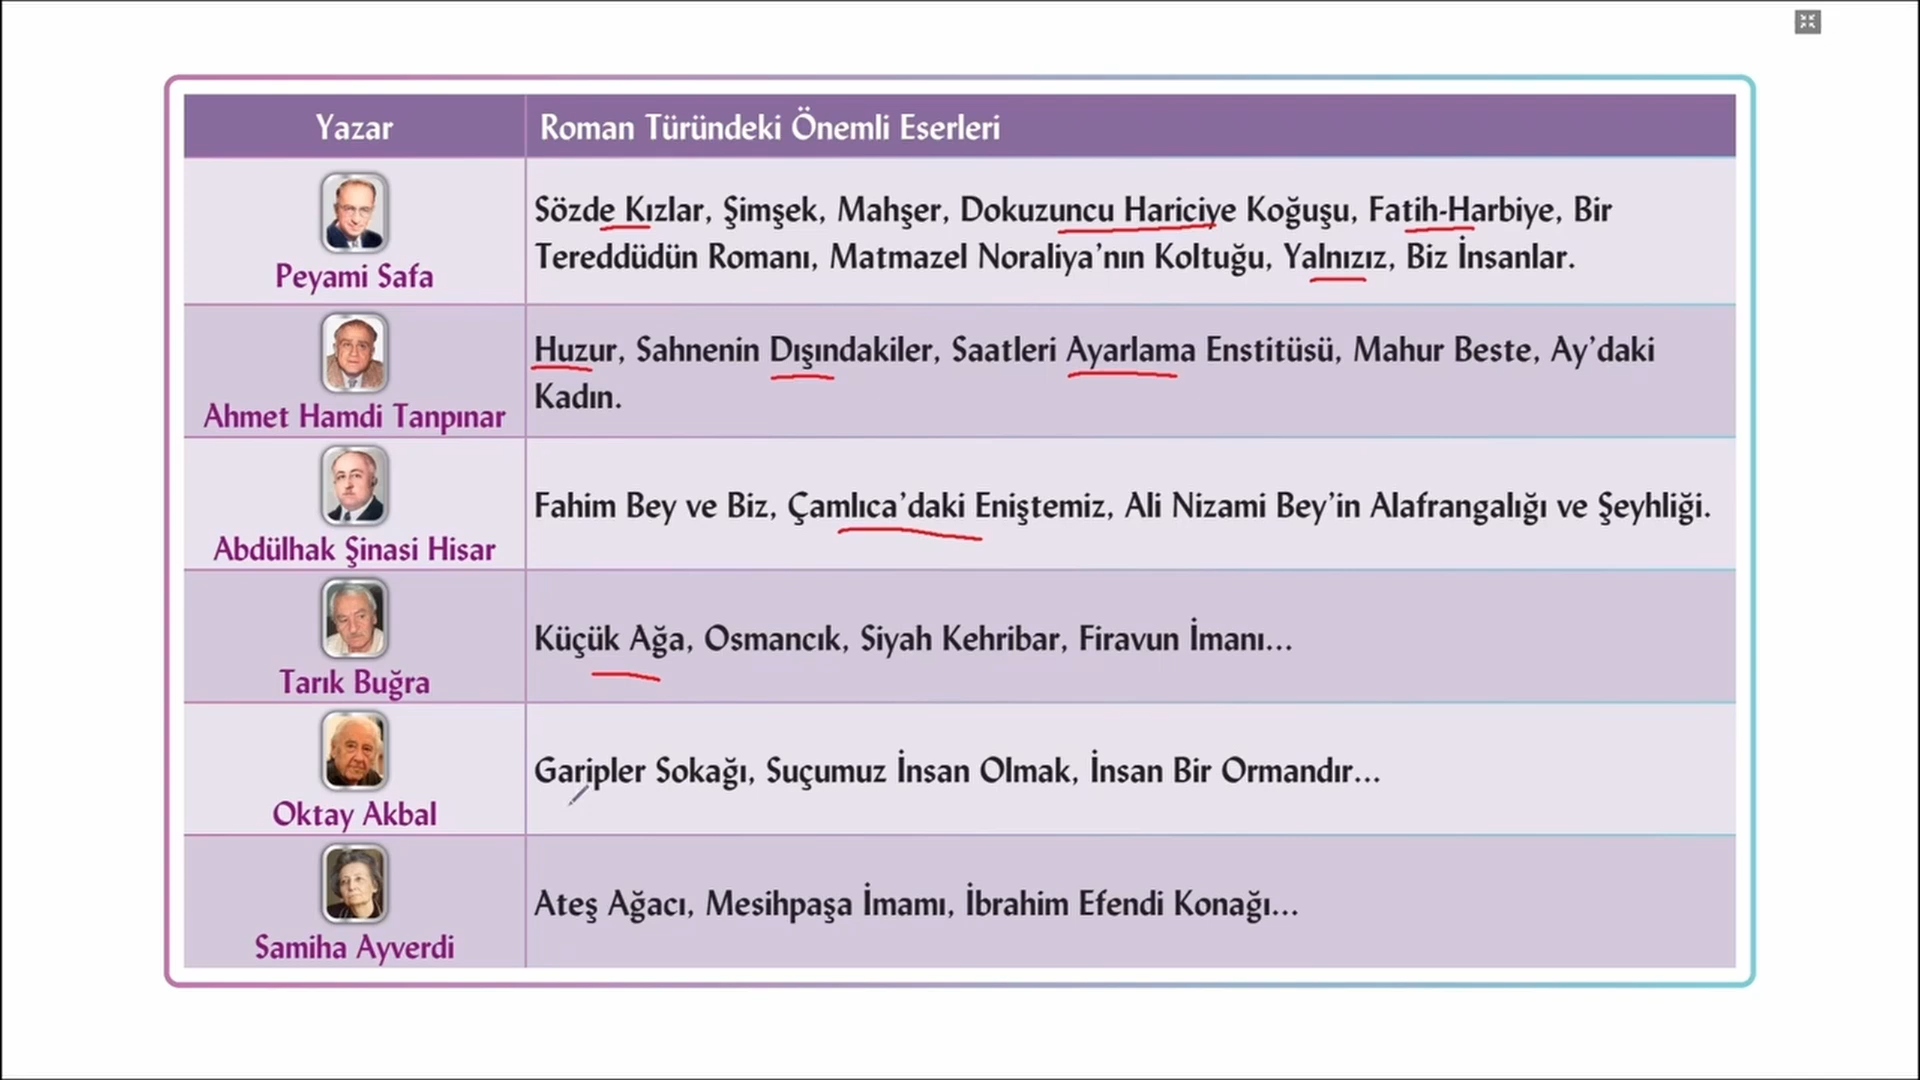 Yazar
Roman Türündeki Önemli Eserleri
Peyami Safa
Sözde Kızlar, Şimşek, Mahşer, Dokuzuncu Hariciye Koğuşu, Fatih-Harbiye, Bir
Tereddüdün Romanı, Matmazel Noraliya’nın Koltuğu, Yalnızız, Biz İnsanlar.
Ahmet Hamdi Tanpınar
Huzur, Sahnenin Dışındakiler, Saatleri Ayarlama Enstitüsü, Mahur Beste, Ay’daki
Kadın.
Abdülhak Şinasi Hisar
Fahim Bey ve Biz, Çamlıca’daki Eniştemiz, Ali Nizami Bey’in Alafrangalığı ve Şeyhliği.
Tarık Buğra
Küçük Ağa, Osmancık, Siyah Kehribar, Firavun İmanı...
Oktay Akbal
Garipler Sokağı, Suçumuz İnsan Olmak, İnsan Bir Ormandır...
Samiha Ayverdi
Ateş Ağacı, Mesihpaşa İmamı, İbrahim Efendi Konağı...